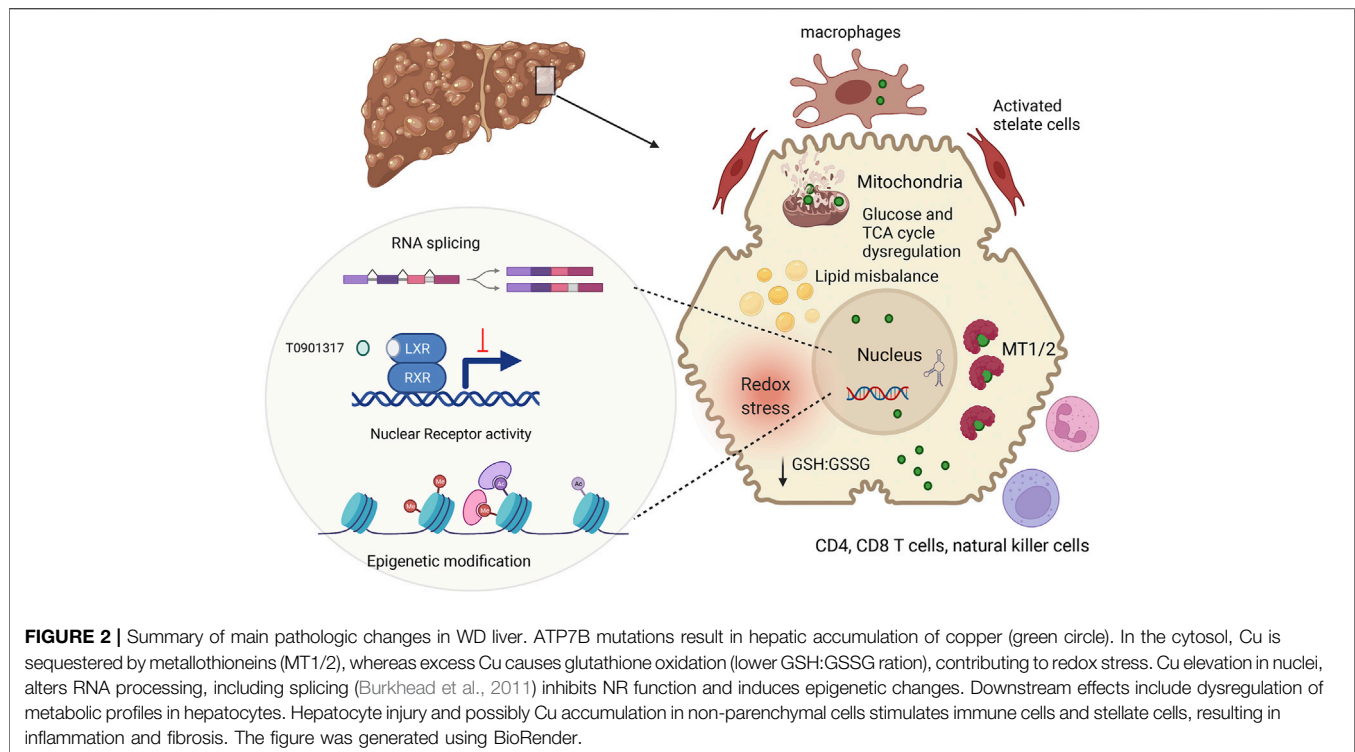 macrophages
Activated
stelate cells
Mitochondria
Glucose and
TCA cycle
dysregulation
Lipid misbalance
Nucleus
MT1/2
Redox
stress
GSH:GSSG
CD4, CD8 T cells, natural killer cells
RNA splicing
T0901317
LXR
RXR
Nuclear Receptor activity
Me
Me
Ac
Me
Ac
Epigenetic modification
FIGURE 2 | Summary of main pathologic changes in WD liver. ATP7B mutations result in hepatic accumulation of copper (green circle). In the cytosol, Cu is
sequestered by metallothioneins (MT1/2), whereas excess Cu causes glutathione oxidation (lower GSH:GSSG ration), contributing to redox stress. Cu elevation in nuclei,
alters RNA processing, including splicing (Burkhead et al., 2011) inhibits NR function and induces epigenetic changes. Downstream effects include dysregulation of
metabolic profiles in hepatocytes. Hepatocyte injury and possibly Cu accumulation in non-parenchymal cells stimulates immune cells and stellate cells, resulting in
inflammation and fibrosis. The figure was generated using BioRender.